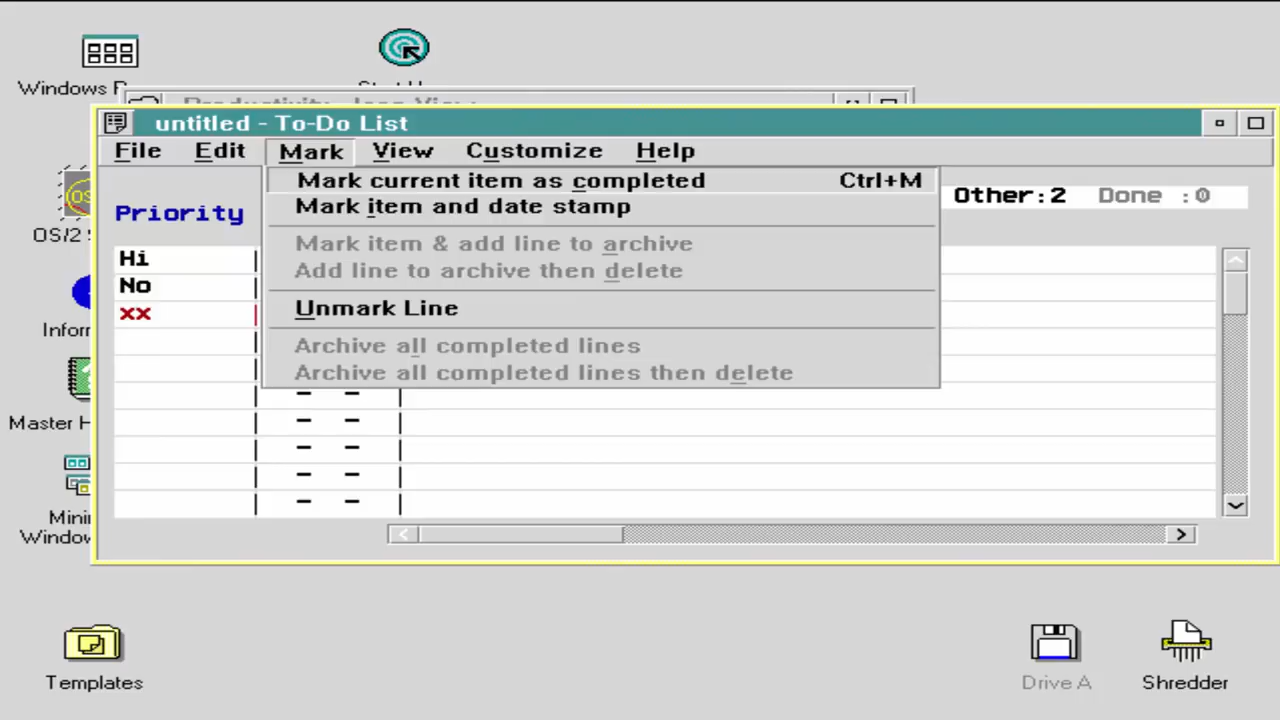 Windows
Productivity - Icon View
untitled - To-Do List
File Edit Mark View Customize Help
Mark current item as completed Ctrl+M
Mark item and date stamp
Other:2 Done :0
OS/2
Priority
Mark item & add line to archive
Add line to archive then delete
Hi
No
xx
Unmark Line
Infor
Archive all completed lines
Archive all completed lines then delete
Master H
Mini
Window
Templates
Drive A
Shredder